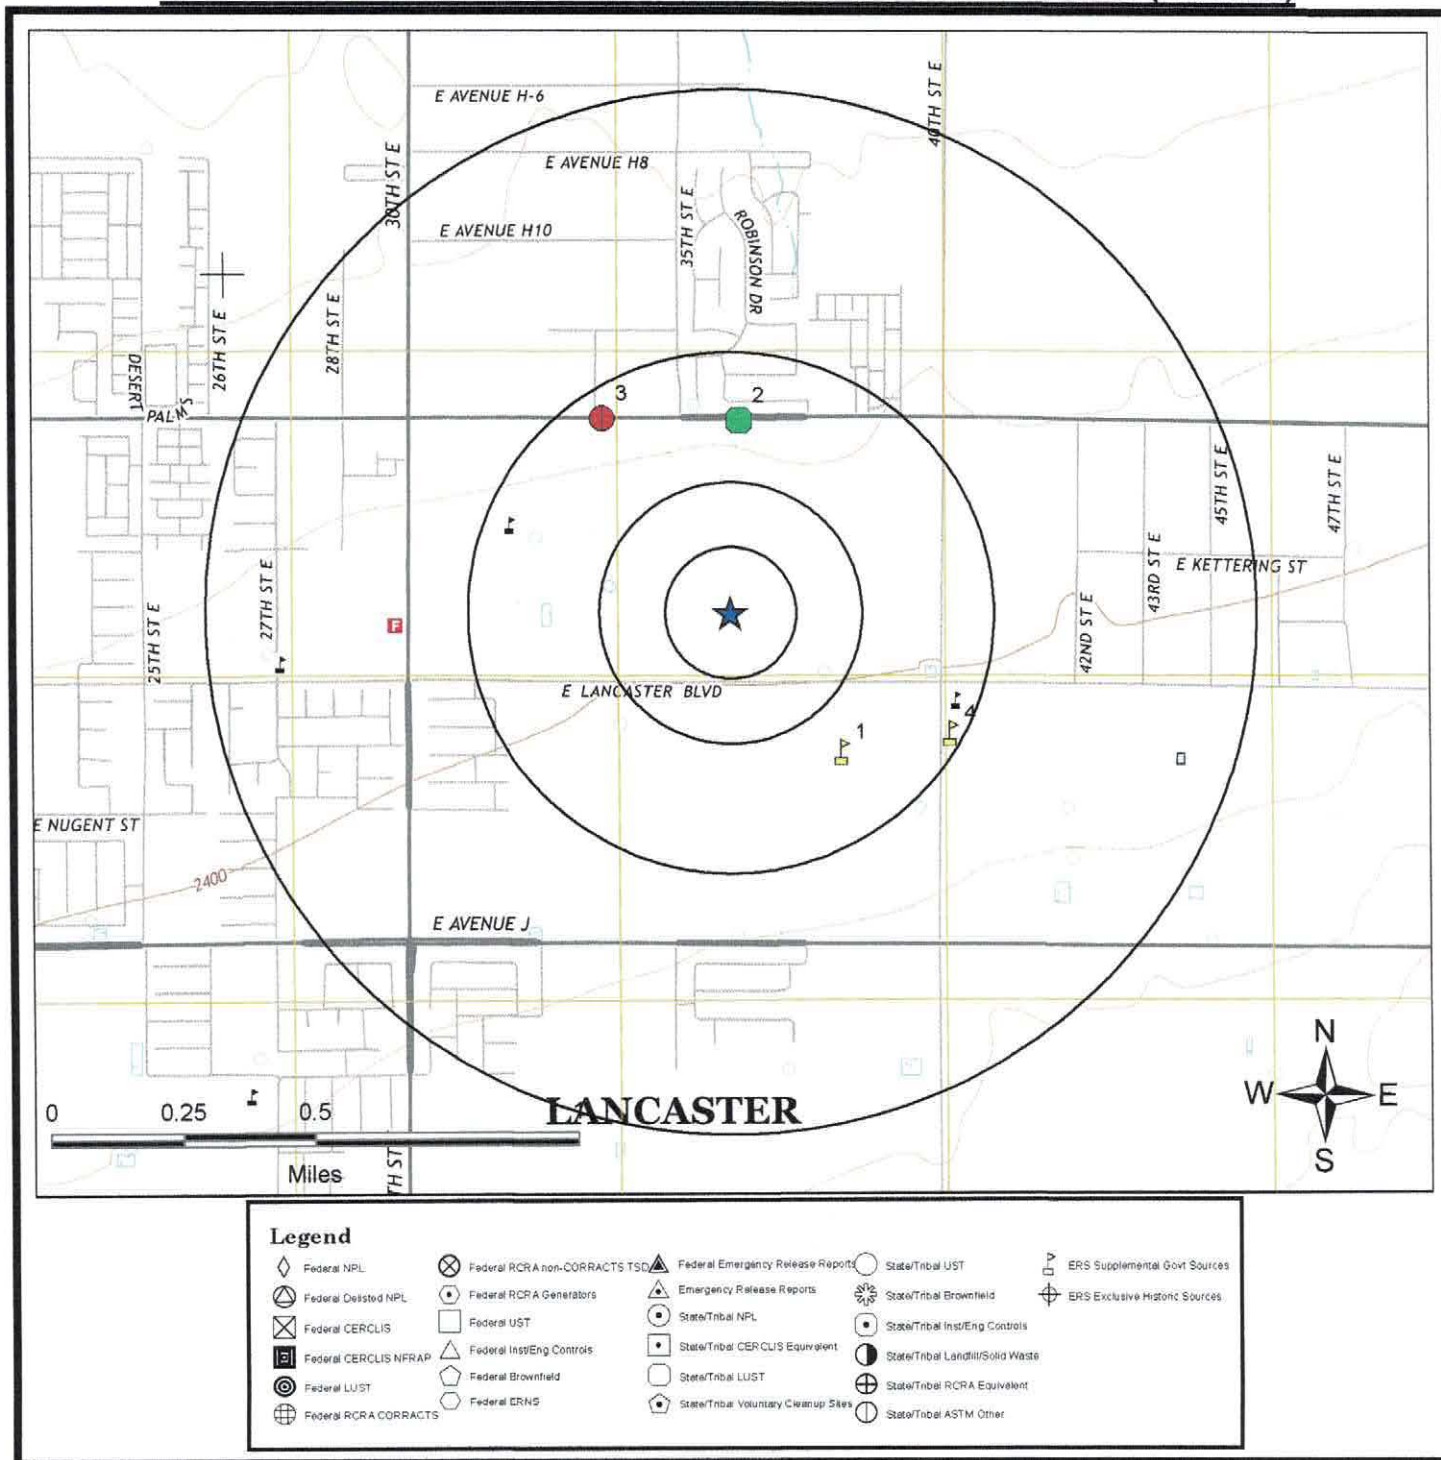 E AVENUE H-6
40TH ST E
30TH ST E
E AVENUE H8
35TH ST E
ROBINSON DR
E AVENUE H10
26TH ST E
28TH ST E
DESERT
PALMS
3
2
45TH ST E
47TH ST E
43RD ST E
E KETTERING ST
27TH ST E
25TH ST E
F
42ND ST E
E LANCASTER BLVD
1
4
E NUGENT ST
2400
E AVENUE J
N
W
E
S
0 0.25 0.5
Miles
LANCASTER
TH ST
Legend
Federal NPL
Federal Delisted NPL
Federal CERCLIS
Federal CERCLIS NFRAP
Federal LUST
Federal RCRA CORRACTS
Federal RCRA non-CORRACTS TSD
Federal RCRA Generators
Federal UST
Federal Inst/Eng Controls
Federal Brownfield
Federal ERNS
Federal Emergency Release Reports
Emergency Release Reports
State/Tribal NPL
State/Tribal CERCLIS Equivalent
State/Tribal LUST
State/Tribal Voluntary Cleanup Sites
State/Tribal UST
State/Tribal Brownfield
State/Tribal Inst/Eng Controls
State/Tribal Landfill/Solid Waste
State/Tribal RCRA Equivalent
State/Tribal ASTM Other
ERS Supplemental Govt Sources
ERS Exclusive Historic Sources